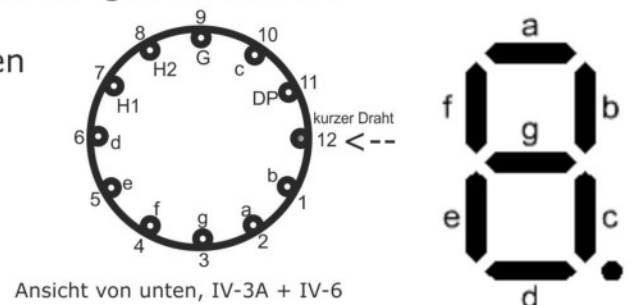 en
9
G
8
H2
10
c
7
H1
11
DP
kurzer Draht
6
d
12 <--
5
e
b
1
4
f
g
3
a
2
Ansicht von unten, IV-3A + IV-6
a
f
b
g
e
c
d